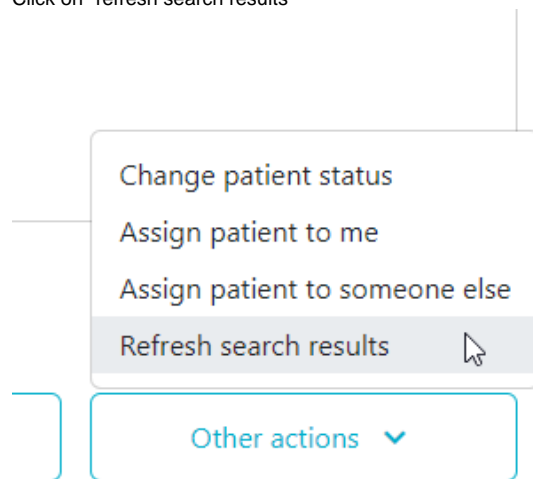 Click on "refresh search results"
Change patient status
Assign patient to me
Assign patient to someone else
Refresh search results
Other actions